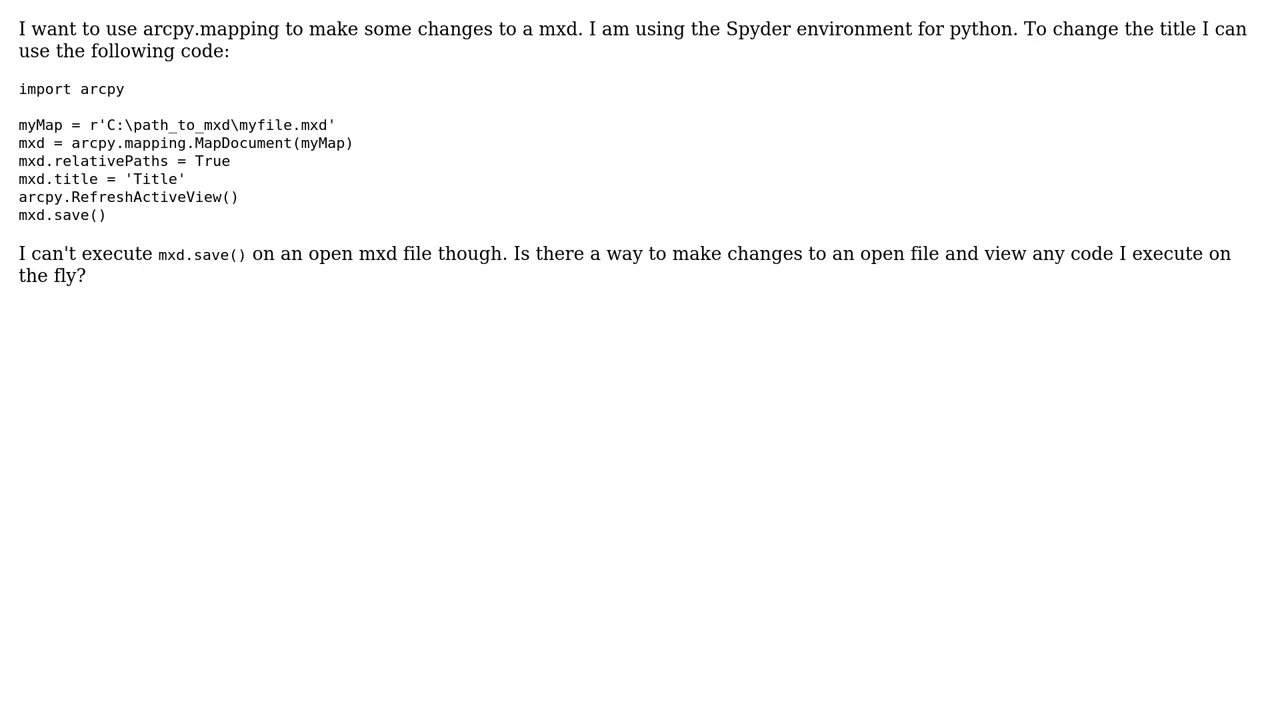 I want to use arcpy.mapping to make some changes to a mxd. I am using the Spyder environment for python. To change the title I can
use the following code:
import arcpy
myMap = r'C:\path_to_mxd\myfile.mxd'
mxd = arcpy.mapping.MapDocument(myMap)
mxd.relativePaths = True
mxd.title = 'Title'
arcpy.RefreshActiveView()
mxd.save()
I can't execute mxd.save() on an open mxd file though. Is there a way to make changes to an open file and view any code I execute on
the fly?